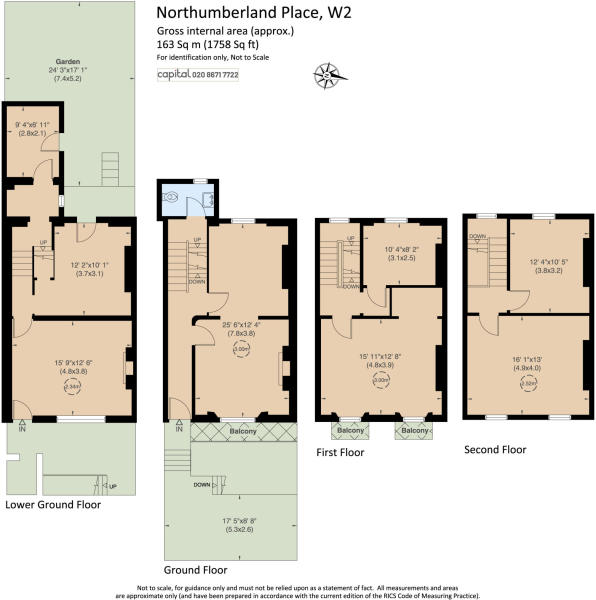 Northumberland Place, W2
Gross internal area (approx.)
163 Sq m (1758 Sq ft)
For identification only, Not to Scale
capital 020 8671 7722
Garden
24' 3"x17' 1"
(7.4x5.2)
9' 4"x6' 11"
(2.8x2.1)
UP
12' 2"x10' 1"
(3.7x3.1)
15' 9"x12' 6"
(4.8x3.8)
2.34m
IN
UP
Lower Ground Floor
UP
DOWN
25' 6"x12' 4"
(7.8x3.8)
3.00m
IN
Balcony
DOWN
17' 5"x8' 8"
(5.3x2.6)
Ground Floor
UP
DOWN
10' 4"x8' 2"
(3.1x2.5)
15' 11"x12' 8"
(4.8x3.9)
3.00m
Balcony
Balcony
First Floor
DOWN
12' 4"x10' 5"
(3.8x3.2)
16' 1"x13'
(4.9x4.0)
2.52m
Second Floor
Not to scale, for guidance only and must not be relied upon as a statement of fact. All measurements and areas
are approximate only (and have been prepared in accordance with the current edition of the RICS Code of Measuring Practice).